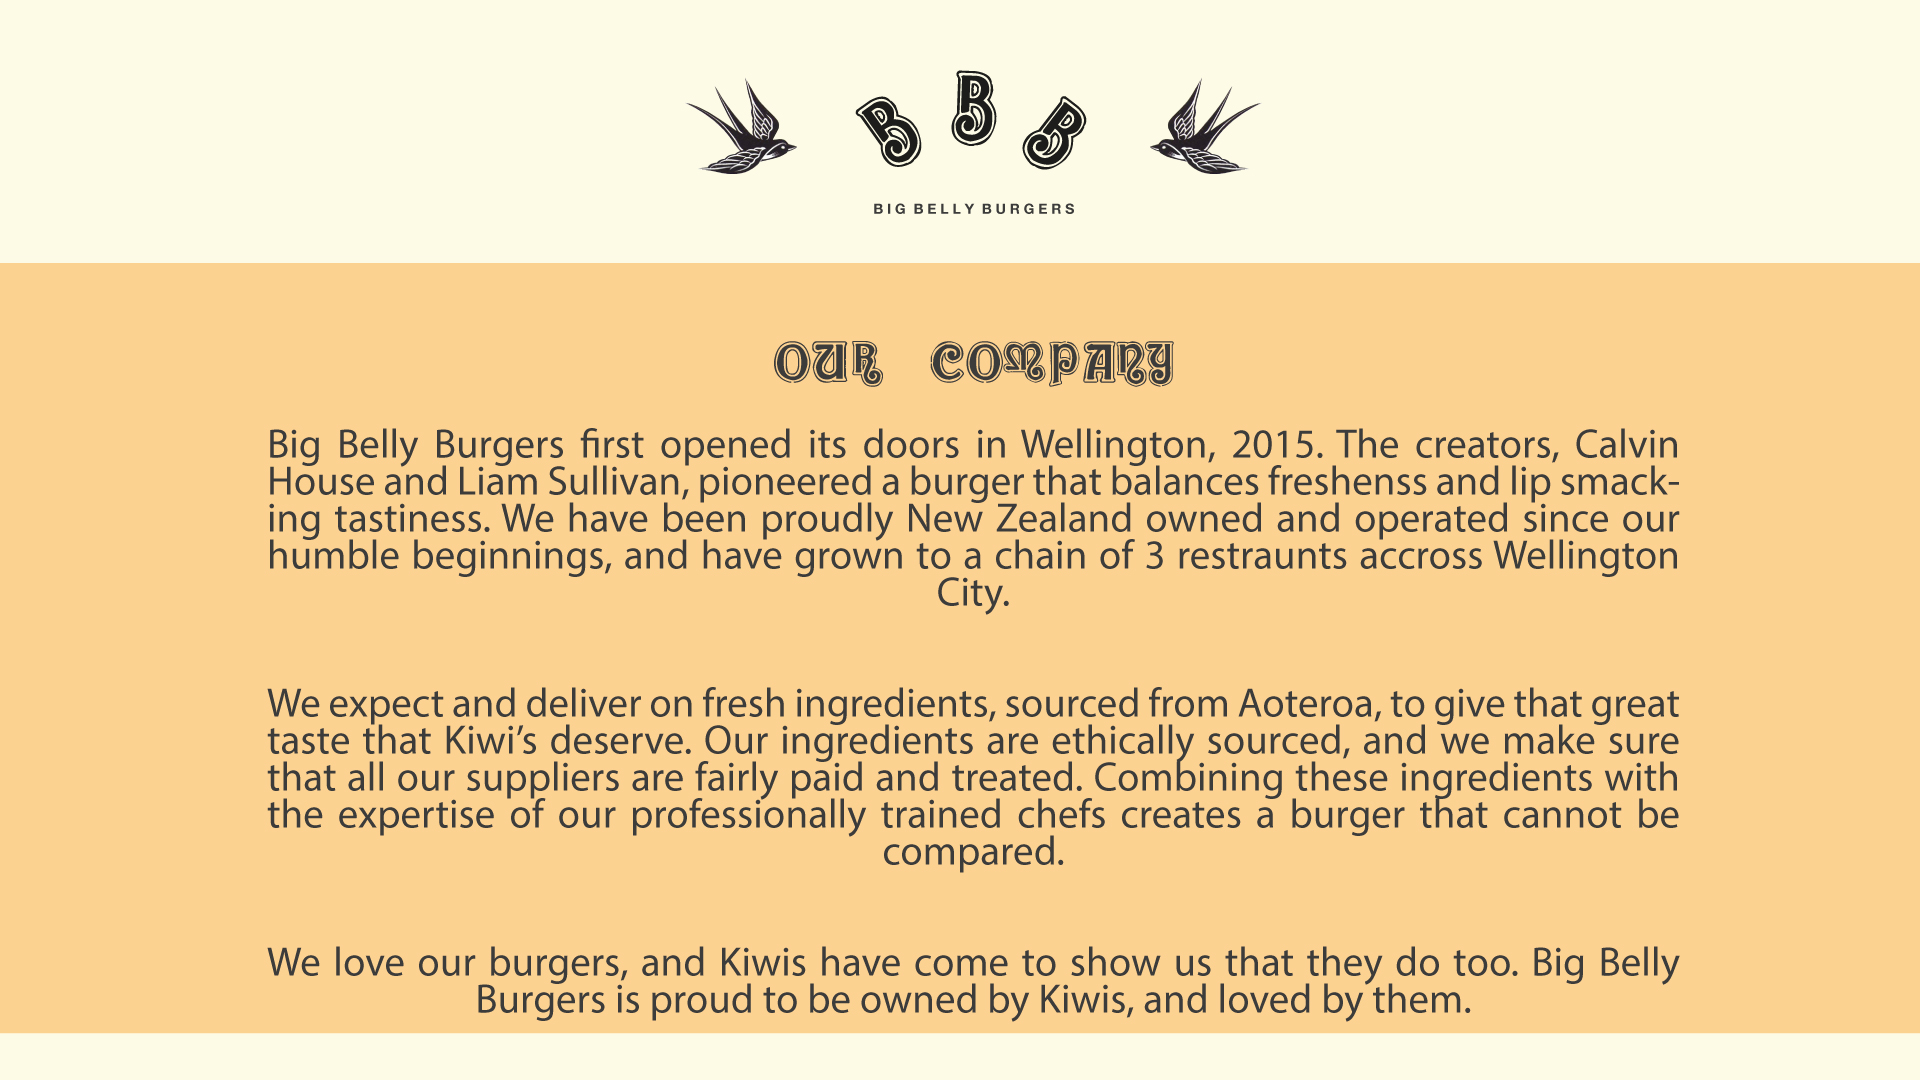 B B B
BIG BELLY BURGERS
OUR COMPANY
Big Belly Burgers first opened its doors in Wellington, 2015. The creators, Calvin
House and Liam Sullivan, pioneered a burger that balances freshenss and lip smack-
ing tastiness. We have been proudly New Zealand owned and operated since our
humble beginnings, and have grown to a chain of 3 restraunts accross Wellington
City.
We expect and deliver on fresh ingredients, sourced from Aoteroa, to give that great
taste that Kiwi’s deserve. Our ingredients are ethically sourced, and we make sure
that all our suppliers are fairly paid and treated. Combining these ingredients with
the expertise of our professionally trained chefs creates a burger that cannot be
compared.
We love our burgers, and Kiwis have come to show us that they do too. Big Belly
Burgers is proud to be owned by Kiwis, and loved by them.